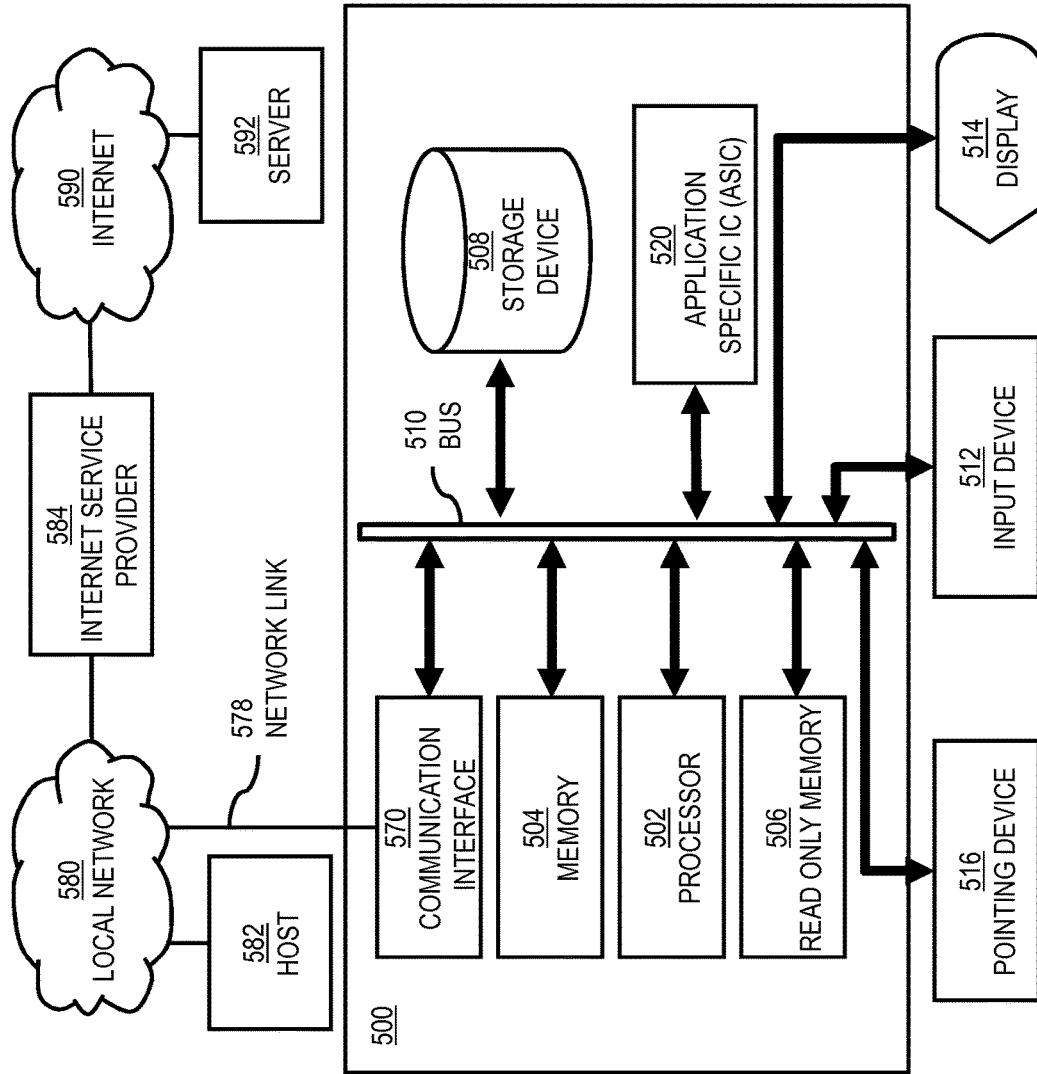 580
LOCAL NETWORK
584
INTERNET SERVICE
PROVIDER
590
INTERNET
582
HOST
578
NETWORK LINK
592
SERVER
500
570
COMMUNICATION
INTERFACE
510
BUS
508
STORAGE
DEVICE
504
MEMORY
502
PROCESSOR
520
APPLICATION
SPECIFIC IC (ASIC)
506
READ ONLY MEMORY
516
POINTING DEVICE
512
INPUT DEVICE
514
DISPLAY